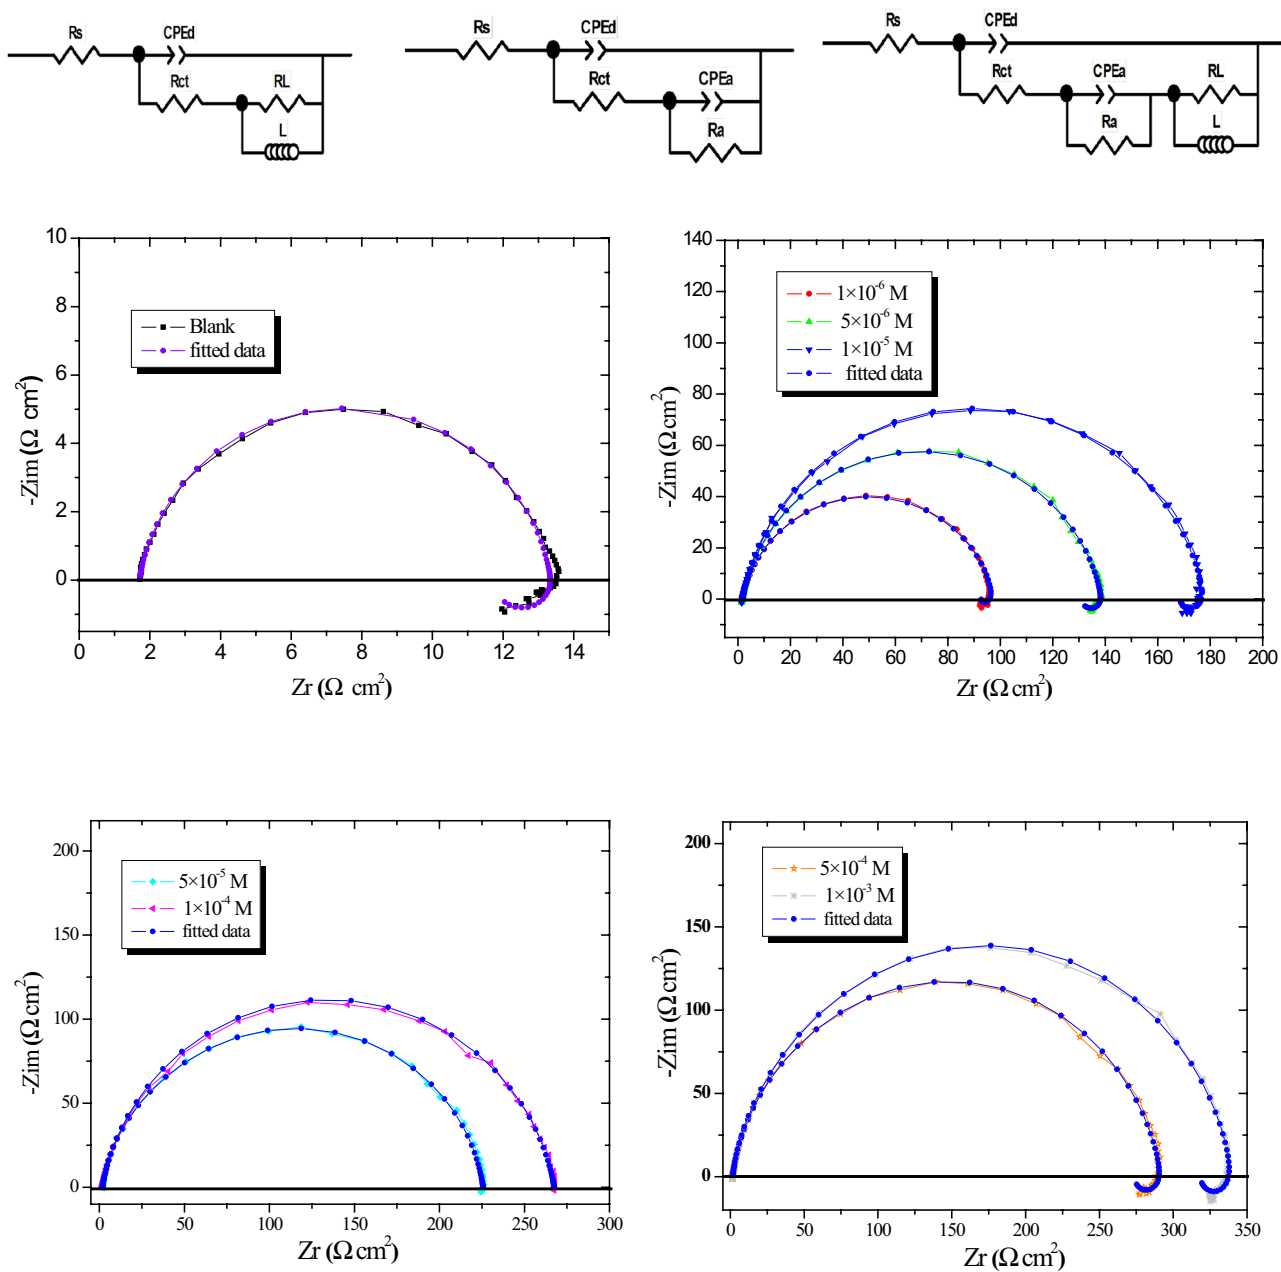 Rs CPEd
Rct RL
L
Rs CPEd
Rct CPEa
Ra
Rs CPEd
Rct CPEa RL
Ra L
10
8
6
4
2
0
-Zim (Ω cm²)
Blank
fitted data
0 2 4 6 8 10 12 14
Zr (Ω cm²)
140
120
100
80
60
40
20
0
-Zim (Ω cm²)
1×10⁻⁶ M
5×10⁻⁶ M
1×10⁻⁵ M
fitted data
0 20 40 60 80 100 120 140 160 180 200
Zr (Ω cm²)
200
150
100
50
0
-Zim (Ω cm²)
5×10⁻⁵ M
1×10⁻⁴ M
fitted data
0 50 100 150 200 250 300
Zr (Ω cm²)
200
150
100
50
0
-Zim (Ω cm²)
5×10⁻⁴ M
1×10⁻³ M
fitted data
0 50 100 150 200 250 300 350
Zr (Ω cm²)